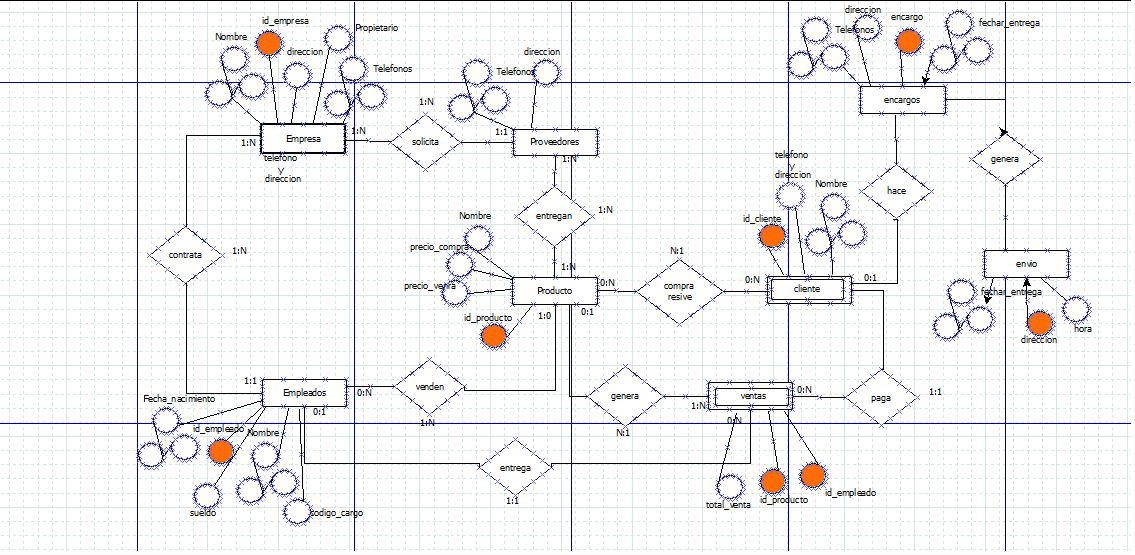 id_empresa
Nombre
Propietario
direccion
Telefonos
1:N
Empresa
1:N
1:N
telefono
y
direccion
solicita
direccion
Telefonos
1:1
Proveedores
1:N
entregan
1:N
1:N
contrata
1:N
Nombre
precio_compra
precio_venra
id_producto
Producto
1:0
0:1
0:N
N:1
compra
resive
0:N
telefono
y
direccion
Nombre
id_cliente
cliente
0:1
direccion
Telefonos
encargo
fechar_entrega
encargos
hace
genera
envio
fechar_entrega
direccion
hora
1:1
Empleados
0:1
0:N
venden
1:N
genera
N:1
1:N
ventas
0:N
0:N
paga
1:1
Fecha_nacimiento
id_empleado
Nombre
sueldo
codigo_cargo
entrega
1:1
total_venta
id_producto
id_empleado